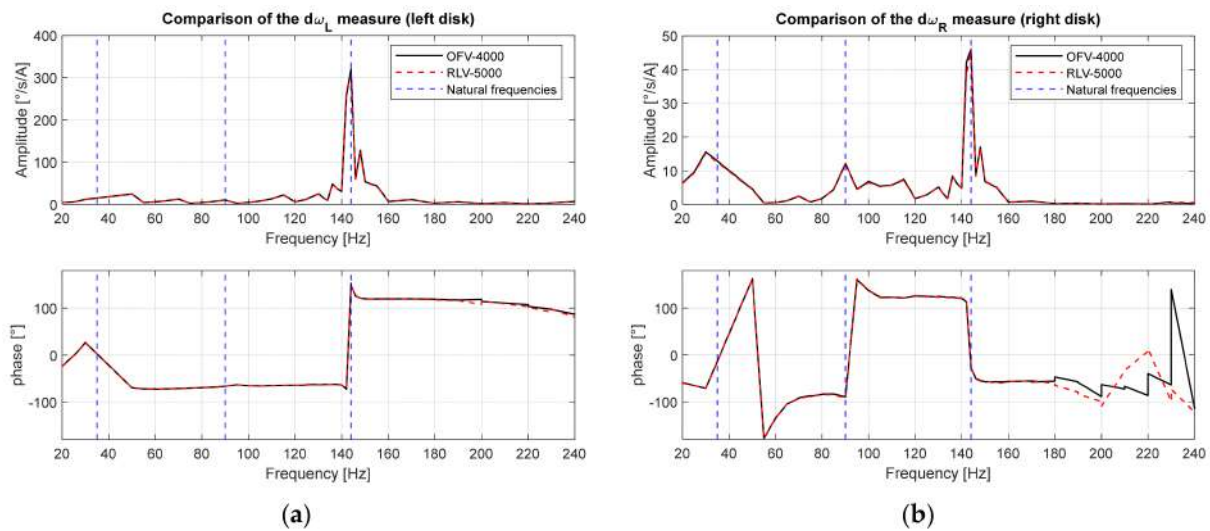 Comparison of the dωL measure (left disk)
400
300
200
100
0
Amplitude [°/s/A]
OFV-4000
RLV-5000
Natural frequencies
20 40 60 80 100 120 140 160 180 200 220 240
Frequency [Hz]
100
0
-100
phase [°]
20 40 60 80 100 120 140 160 180 200 220 240
Frequency [Hz]
(a)
Comparison of the dωR measure (right disk)
50
40
30
20
10
0
Amplitude [°/s/A]
OFV-4000
RLV-5000
Natural frequencies
20 40 60 80 100 120 140 160 180 200 220 240
Frequency [Hz]
100
0
-100
phase [°]
20 40 60 80 100 120 140 160 180 200 220 240
Frequency [Hz]
(b)